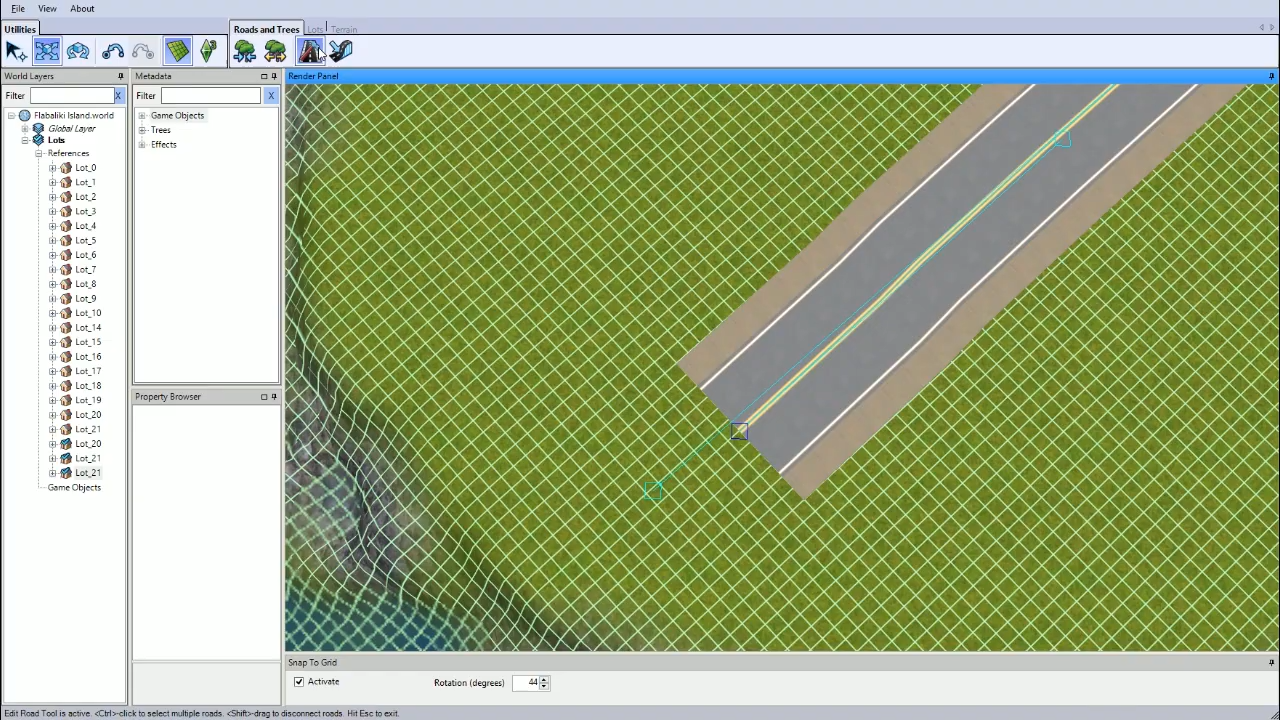 File View About
Utilities
Roads and Trees Lots Terrain
World Layers
Filter X
Flabaliki Island.world
Global Layer
Lots
References
Lot_0
Lot_1
Lot_2
Lot_3
Lot_4
Lot_5
Lot_6
Lot_7
Lot_8
Lot_9
Lot_10
Lot_14
Lot_15
Lot_16
Lot_17
Lot_18
Lot_19
Lot_20
Lot_21
Lot_20
Lot_21
Lot_21
Game Objects
Metadata
Filter X
Game Objects
Trees
Effects
Property Browser
Render Panel
Snap To Grid
Activate Rotation (degrees) 44
Edit Road Tool is active. <Ctrl>-click to select multiple roads. <Shift>-drag to disconnect roads. Hit Esc to exit.